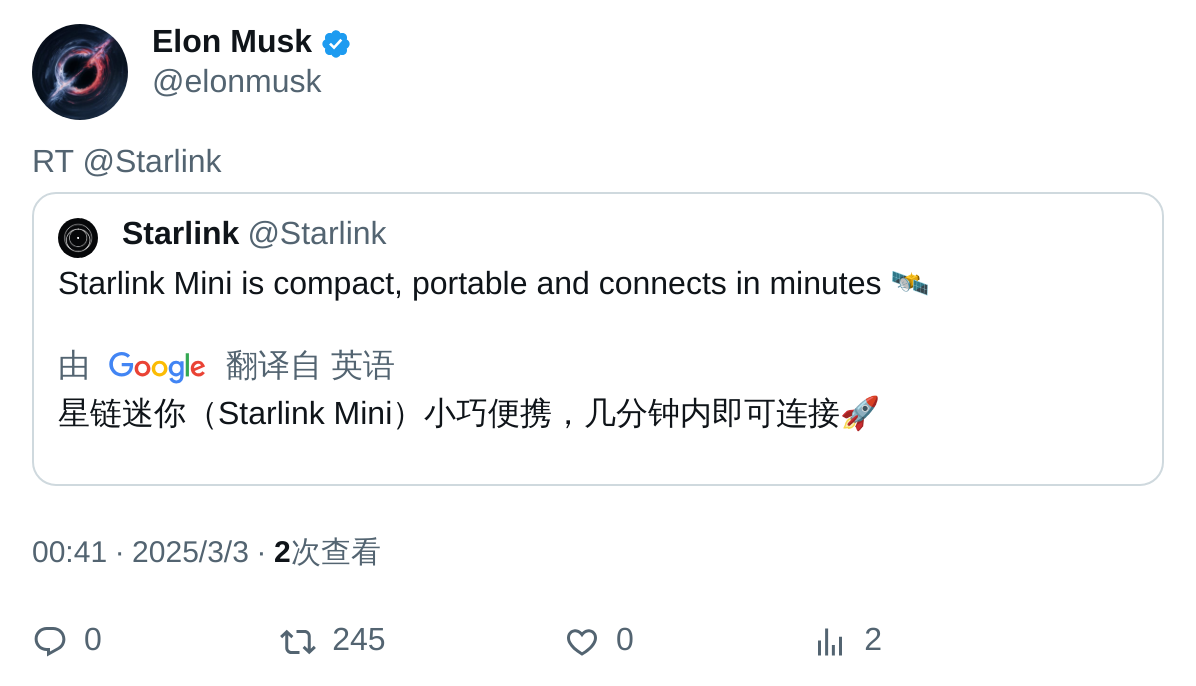 Elon Musk
@elonmusk
RT @Starlink
Starlink @Starlink
Starlink Mini is compact, portable and connects in minutes 🛰️
由 Google 翻译自 英语
星链迷你（Starlink Mini）小巧便携，几分钟内即可连接🚀
00:41 · 2025/3/3 · 2次查看
0 245 0 2